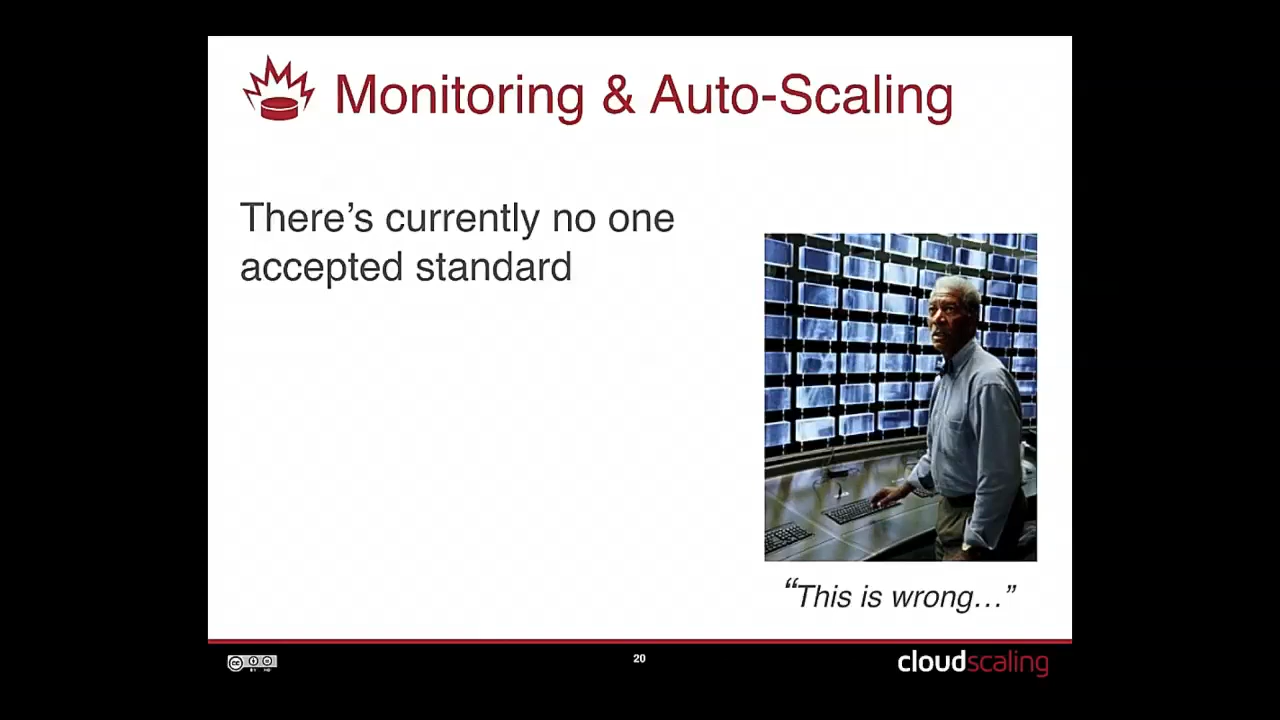 Monitoring & Auto-Scaling
There's currently no one
accepted standard
“This is wrong…”
20
cloudscaling